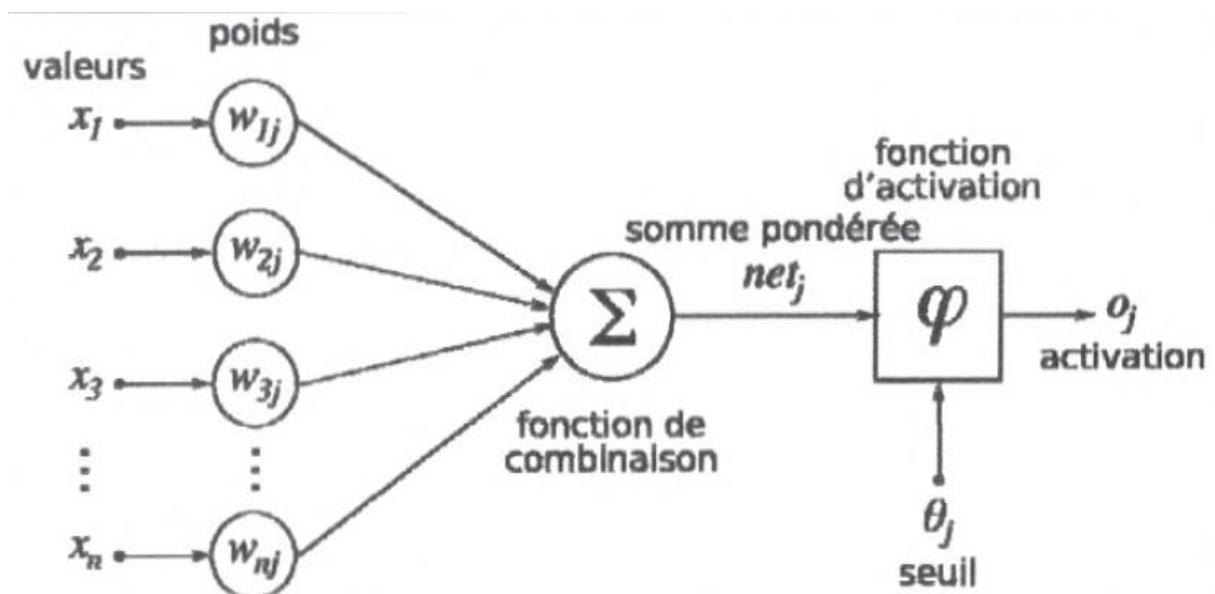 poids
valeurs
x₁ w₁ⱼ
x₂ w₂ⱼ
x₃ w₃ⱼ
⋮ ⋮
xₙ wₙⱼ
Σ
fonction de
combinaison
somme pondérée
netⱼ
fonction
d'activation
φ
oⱼ
activation
θⱼ
seuil